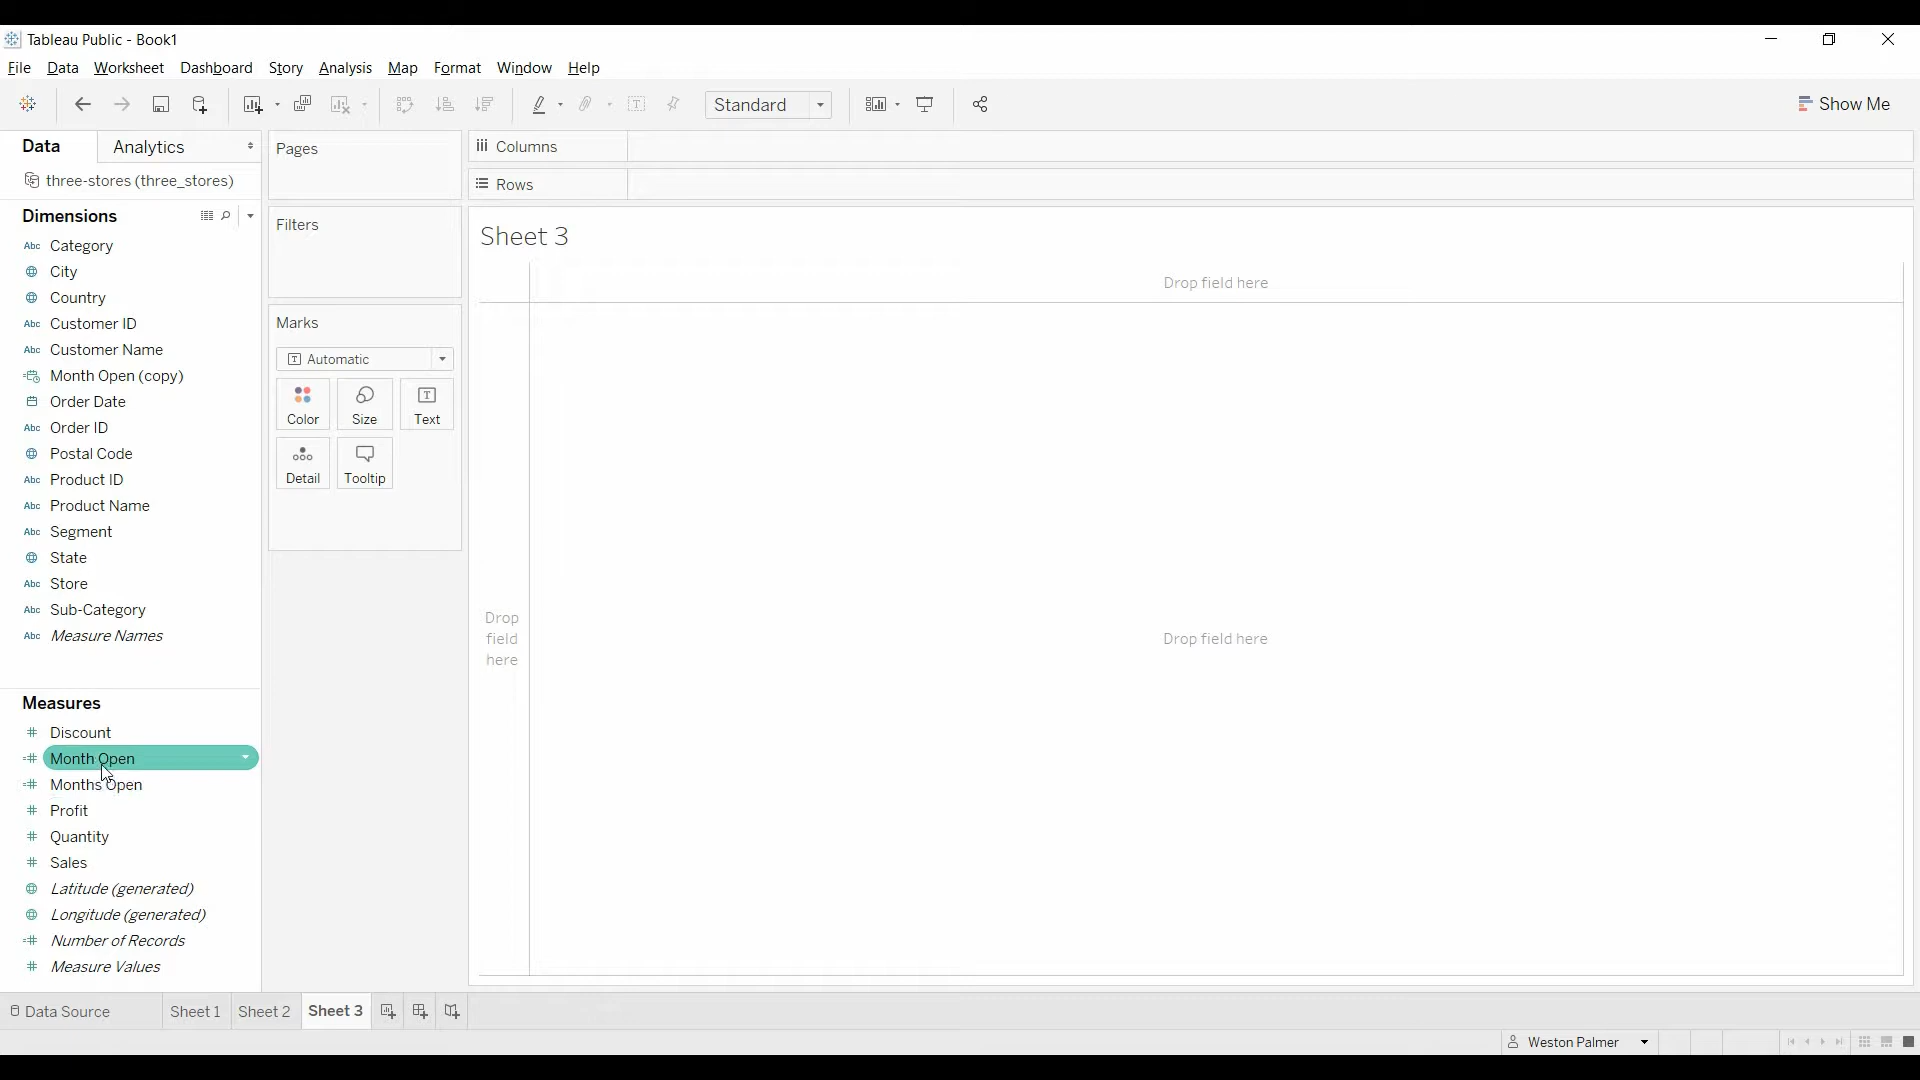 Tableau Public - Book1
File Data Worksheet Dashboard Story Analysis Map Format Window Help
Standard
Show Me
Data
Analytics
three-stores (three_stores)
Dimensions
Abc Category
City
Country
Abc Customer ID
Abc Customer Name
Month Open (copy)
Order Date
Abc Order ID
Postal Code
Abc Product ID
Abc Product Name
Abc Segment
State
Abc Store
Abc Sub-Category
Abc Measure Names
Measures
# Discount
=# Month Open
=# Months Open
# Profit
# Quantity
# Sales
Latitude (generated)
Longitude (generated)
=# Number of Records
# Measure Values
Pages
Filters
Marks
T Automatic
Color
Size
T
Text
Detail
Tooltip
Columns
Rows
Sheet 3
Drop field here
Drop
field
here
Drop field here
Data Source
Sheet 1
Sheet 2
Sheet 3
Weston Palmer